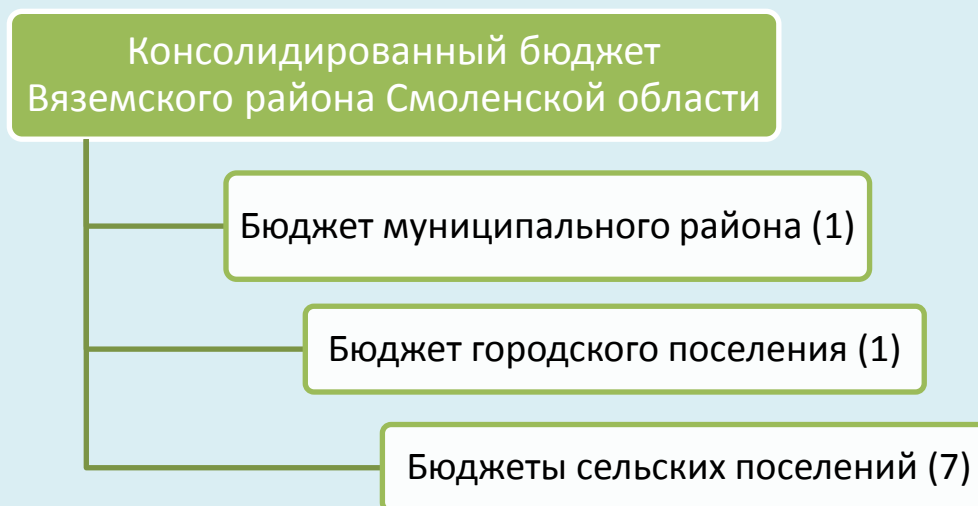 Консолидированный бюджет
Вяземского района Смоленской области
Бюджет муниципального района (1)
Бюджет городского поселения (1)
Бюджеты сельских поселений (7)